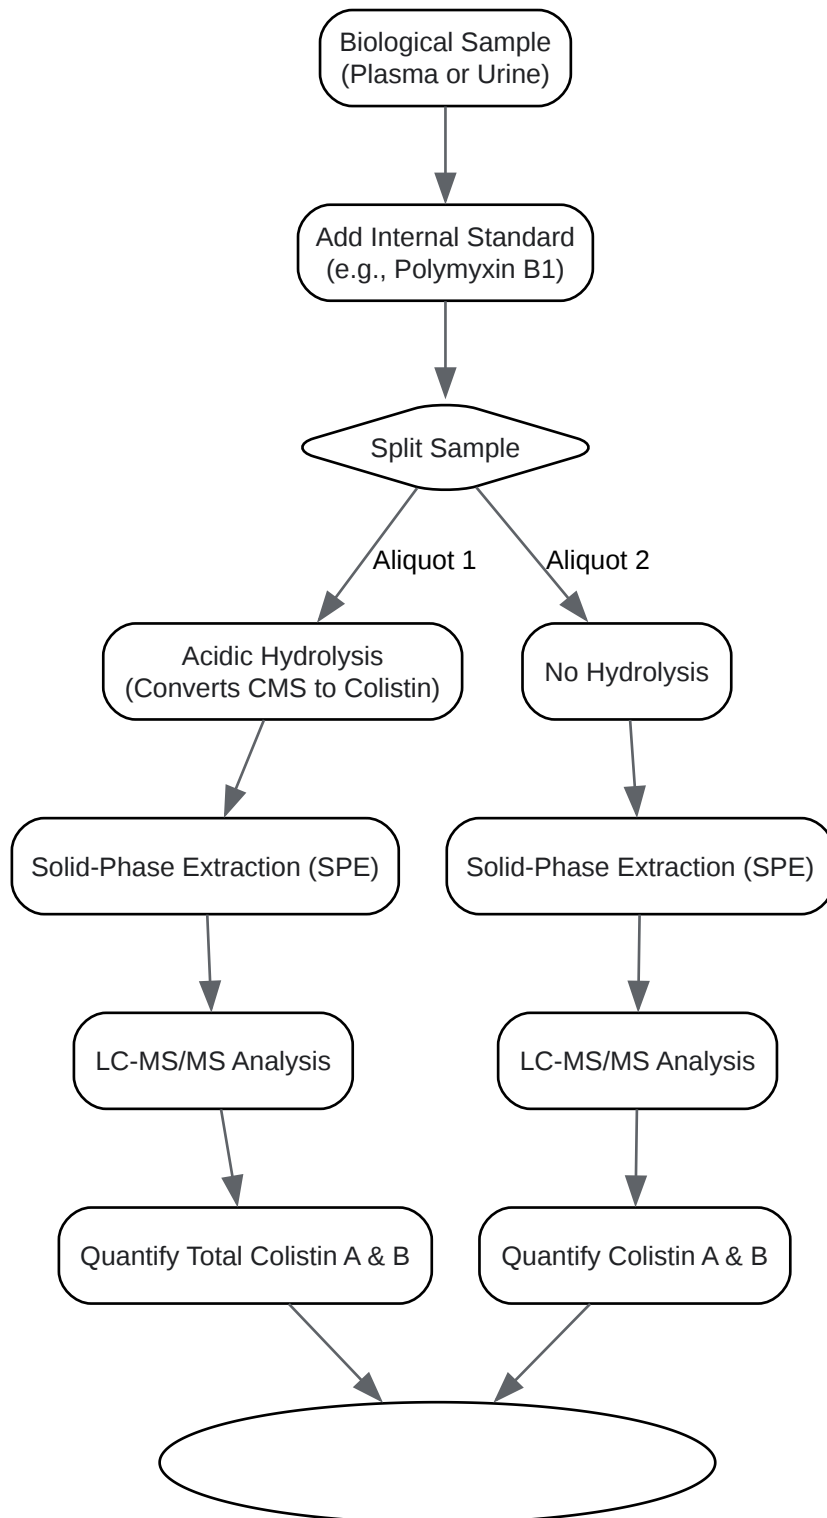 Biological Sample
(Plasma or Urine)
Add Internal Standard
(e.g., Polymyxin B1)
Split Sample
Aliquot 1
Aliquot 2
Acidic Hydrolysis
(Converts CMS to Colistin)
No Hydrolysis
Solid-Phase Extraction (SPE)
Solid-Phase Extraction (SPE)
LC-MS/MS Analysis
LC-MS/MS Analysis
Quantify Total Colistin A & B
Quantify Colistin A & B